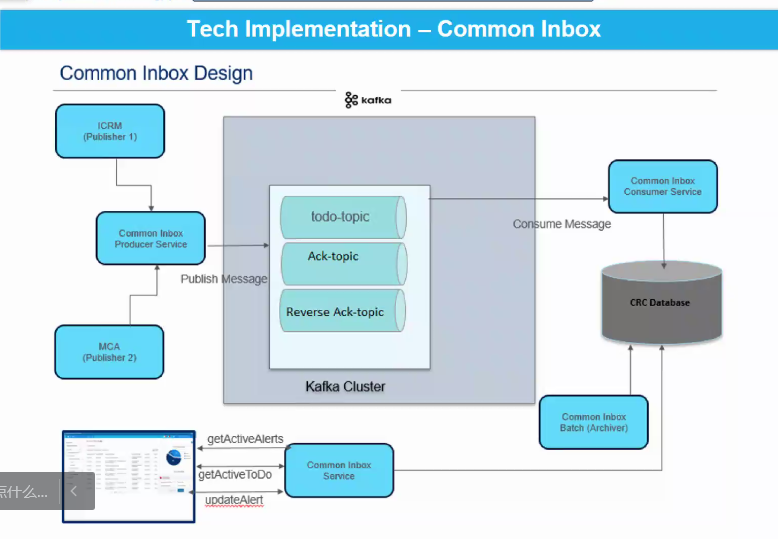 Tech Implementation – Common Inbox
Common Inbox Design
kafka
ICRM
(Publisher 1)
Common Inbox
Producer Service
Publish Message
MCA
(Publisher 2)
todo-topic
Ack-topic
Reverse Ack-topic
Kafka Cluster
Consume Message
Common Inbox
Consumer Service
CRC Database
Common Inbox
Batch (Archiver)
getActiveAlerts
getActiveToDo
updateAlert
Common Inbox
Service
点什么...